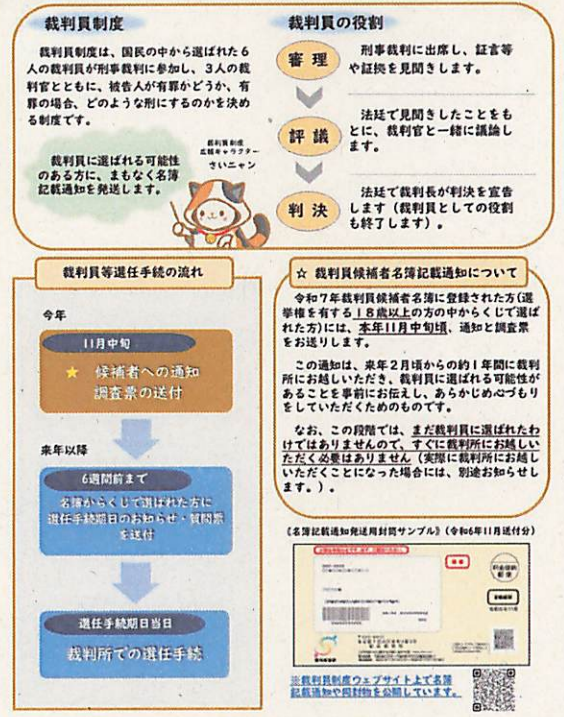 裁判員制度
裁判員制度は、国民の中から選ばれた6
人の裁判員が刑事裁判に参加し、3人の裁
判官とともに、被告人が有罪かどうか、有
罪の場合、どのような刑にするのかを決め
る制度です。
裁判員に選ばれる可能性
のある方に、まもなく名簿
記載通知を発送します。
裁判員制度
広報キャラクター
さいニャン
裁判員の役割
審理
刑事裁判に出席し、証言等
や証拠を見聞きします。
評議
法廷で見聞きしたことをも
とに、裁判官と一緒に議論し
ます。
判決
法廷で裁判長が判決を宣告
します（裁判員としての役割
も終了します）。
裁判員等選任手続の流れ
今年
11月中旬
★ 候補者への通知
調査票の送付
来年以降
6週間前まで
名簿からくじで選ばれた方に
選任手続期日のお知らせ・質問票
を送付
選任手続期日当日
裁判所での選任手続
☆ 裁判員候補者名簿記載通知について
令和7年裁判員候補者名簿に登録された方(選
挙権を有する18歳以上の方の中からくじで選ば
れた方)には、本年11月中旬頃、通知と調査票
をお送りします。
この通知は、来年2月頃からの約1年間に裁判
所にお越しいただき、裁判員に選ばれる可能性が
あることを事前にお伝えし、あらかじめ心づもり
をしていただくためのものです。
なお、この段階では、まだ裁判員に選ばれたわ
けではありませんので、すぐに裁判所にお越しい
ただく必要はありません（実際に裁判所にお越し
いただくことになった場合には、別途お知らせし
ます。）。
《名簿記載通知発送用封筒サンプル》（令和6年11月送付分）
料金後納
郵便
※裁判員制度ウェブサイト上で名簿
記載通知や同封物を公開しています。